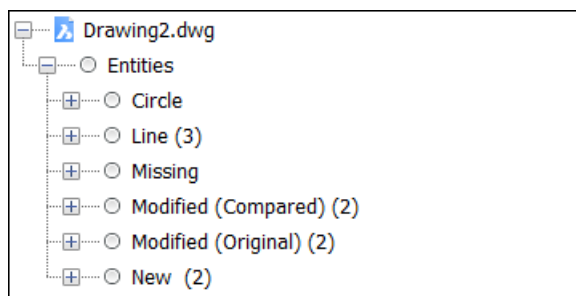 Drawing2.dwg
Entities
Circle
Line (3)
Missing
Modified (Compared) (2)
Modified (Original) (2)
New (2)